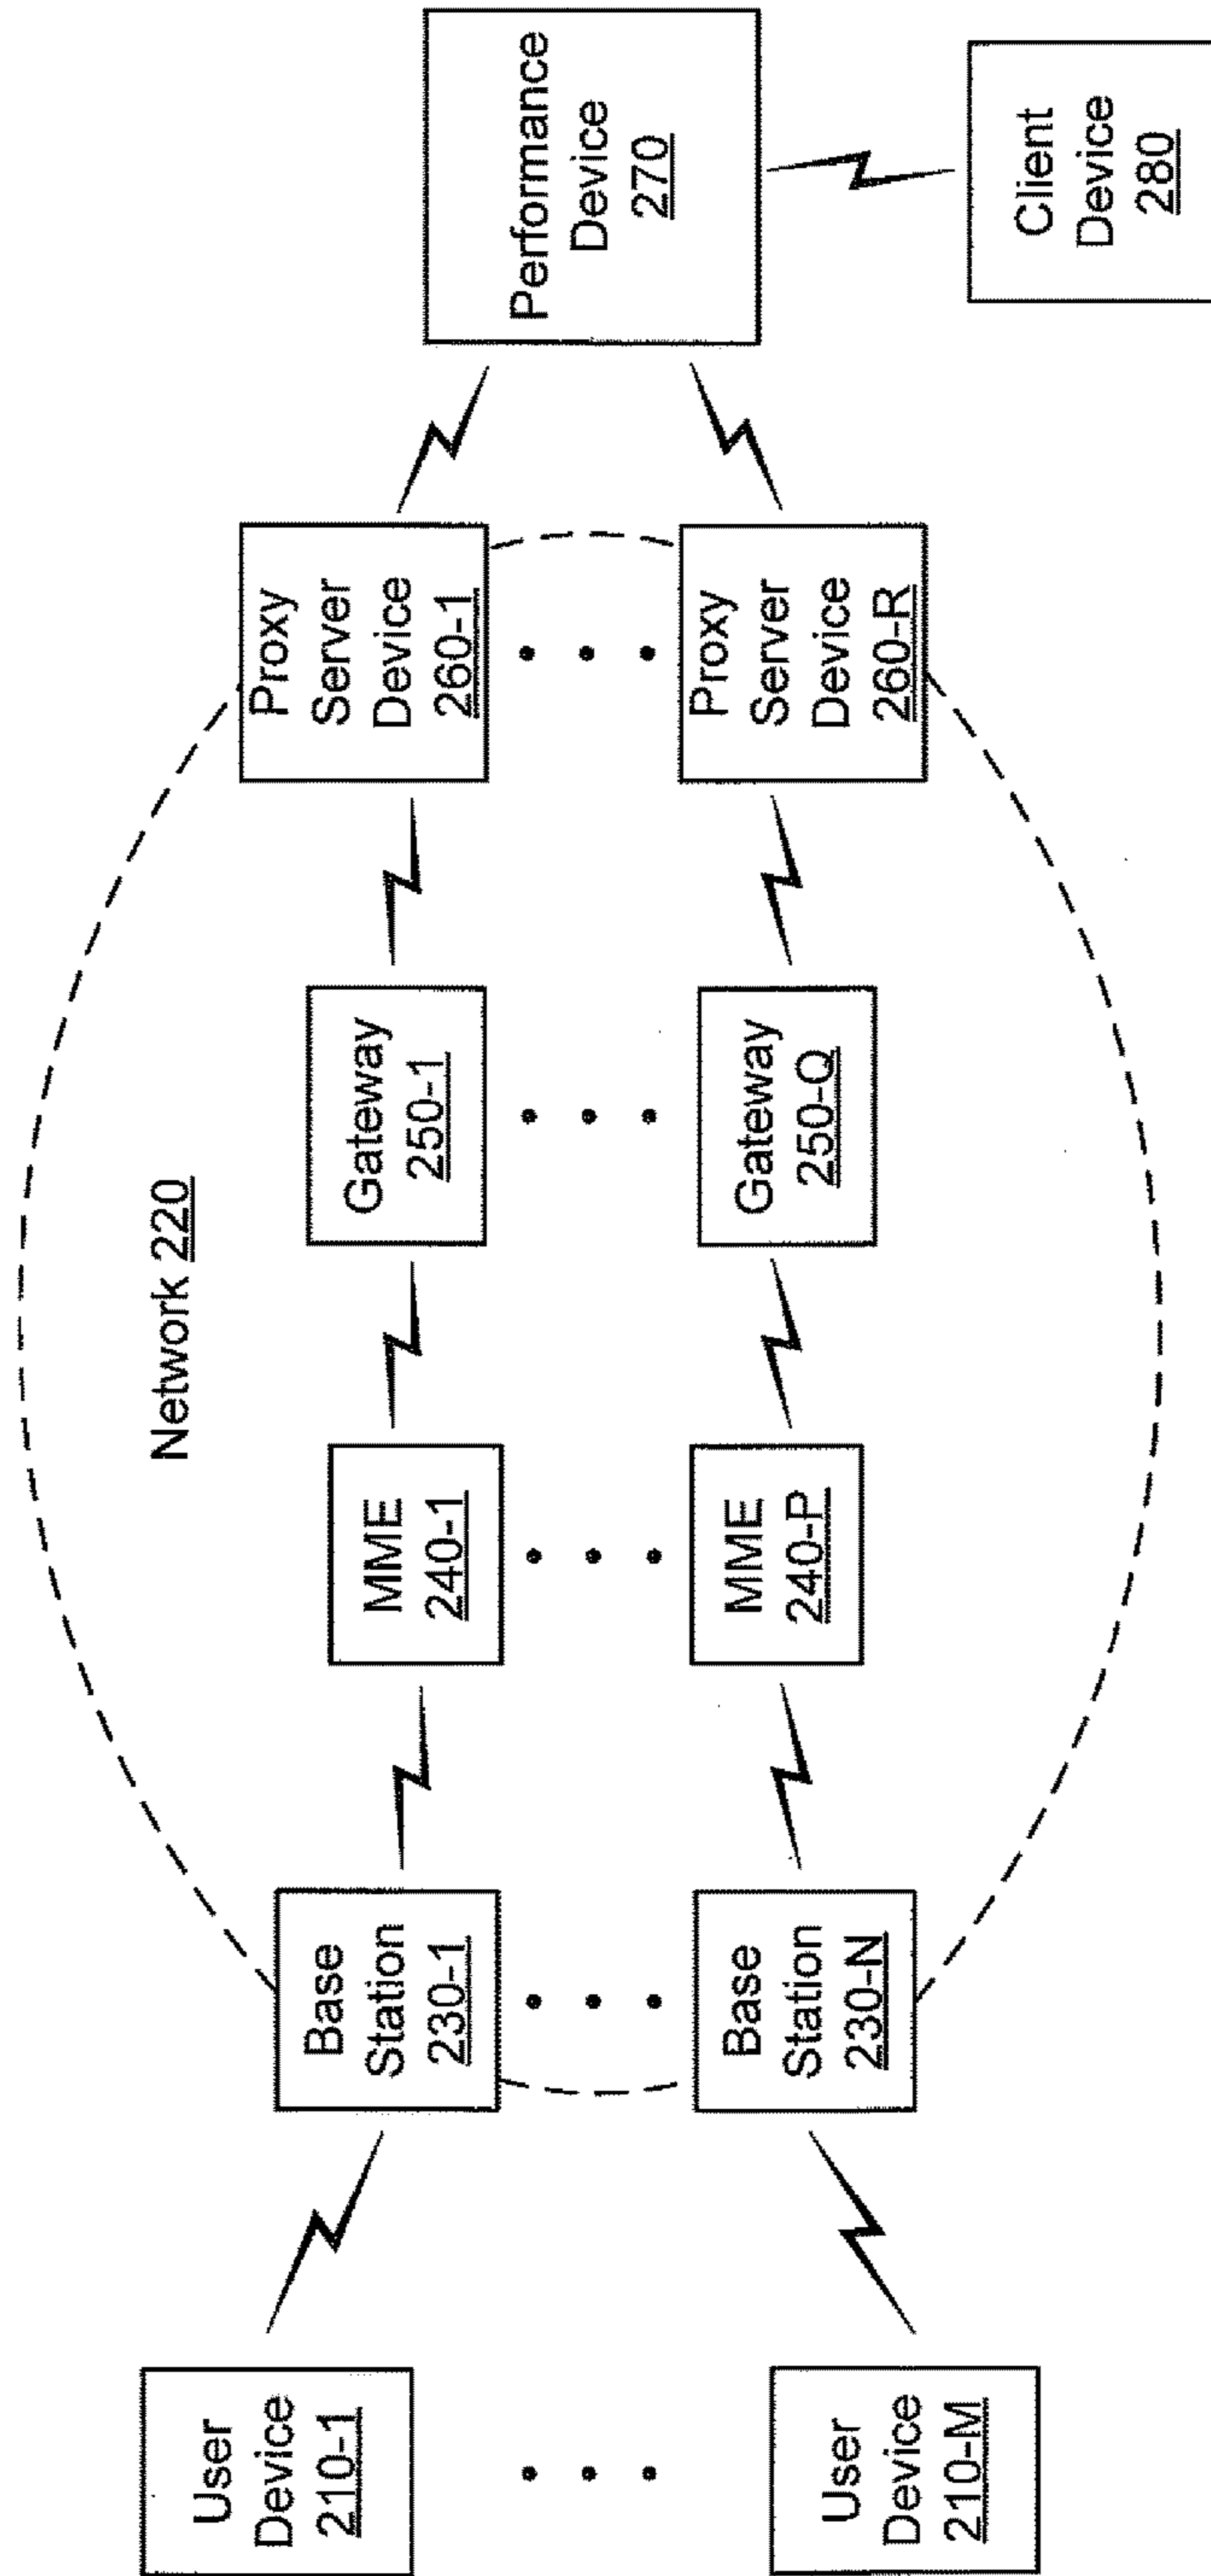 Network 220
User
Device
210-1
Base
Station
230-1
MME
240-1
Gateway
250-1
Proxy
Server
Device
260-1
Performance
Device
270
User
Device
210-M
Base
Station
230-N
MME
240-P
Gateway
250-Q
Proxy
Server
Device
260-R
Client
Device
280